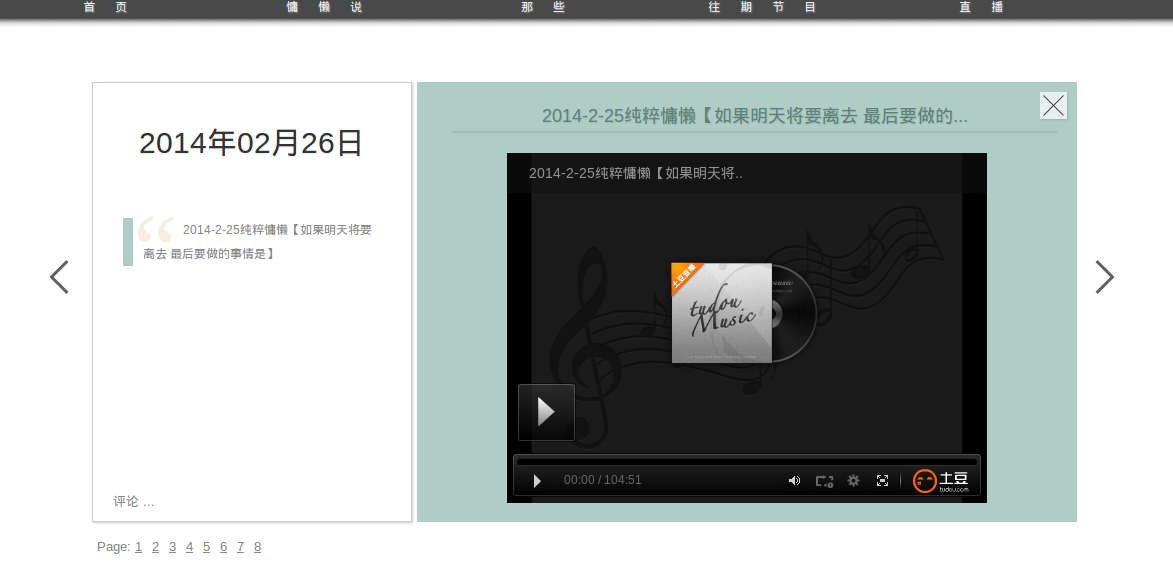 首 页 慵 懒 说 那 些 往 期 节 目 直 播
2014年02月26日
“ 2014-2-25纯粹慵懒【如果明天将要
离去 最后要做的事情是】
评论 ...
2014-2-25纯粹慵懒【如果明天将要离去 最后要做的...
2014-2-25纯粹慵懒【如果明天将..
土豆音乐
tudou
Music
music
00:00 / 104:51
土豆
tudou.com
Page: 1 2 3 4 5 6 7 8